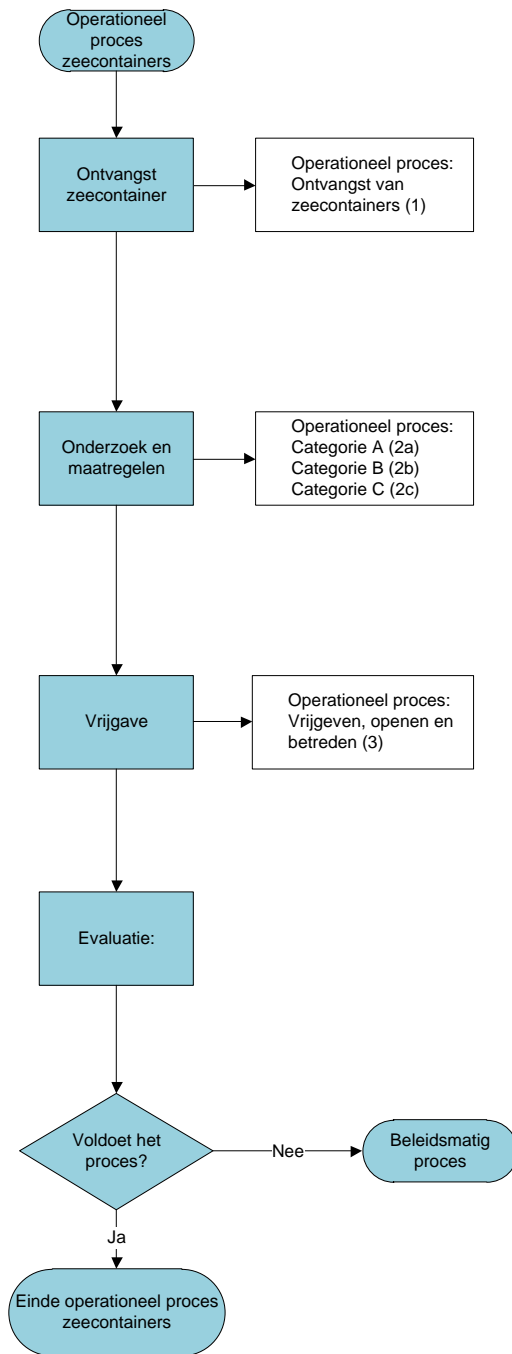 Operationeel
proces
zeecontainers
Ontvangst
zeecontainer
Operationeel proces:
Ontvangst van
zeecontainers (1)
Onderzoek en
maatregelen
Operationeel proces:
Categorie A (2a)
Categorie B (2b)
Categorie C (2c)
Vrijgave
Operationeel proces:
Vrijgeven, openen en
betreden (3)
Evaluatie:
Voldoet het
proces?
Nee
Beleidsmatig
proces
Ja
Einde operationeel proces
zeecontainers